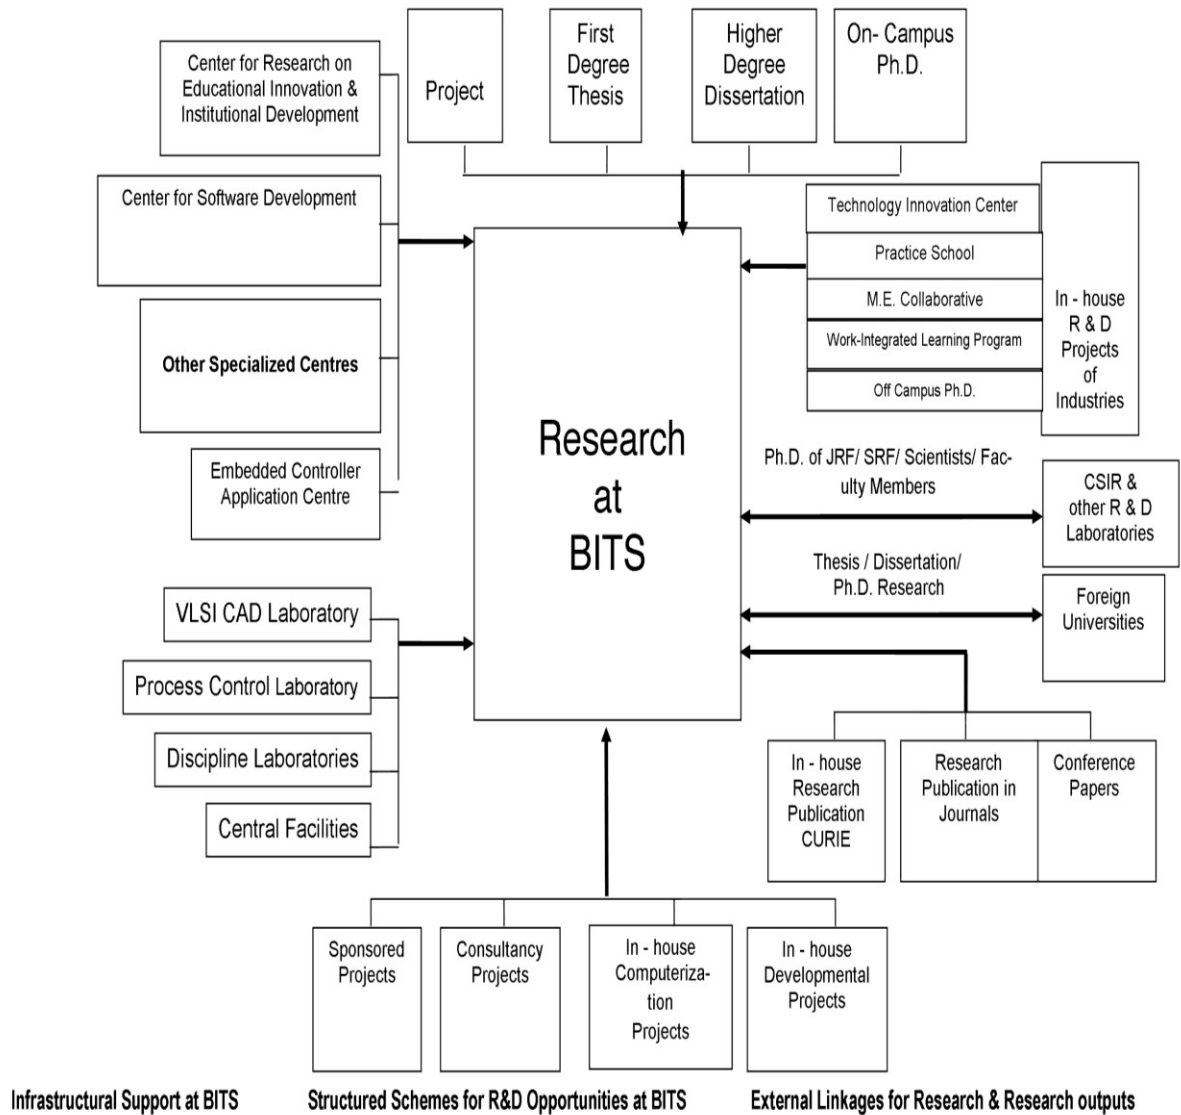 Project
First
Degree
Thesis
Higher
Degree
Dissertation
On- Campus
Ph.D.
Center for Research on
Educational Innovation &
Institutional Development
Center for Software Development
Other Specialized Centres
Embedded Controller
Application Centre
VLSI CAD Laboratory
Process Control Laboratory
Discipline Laboratories
Central Facilities
Research
at
BITS
Technology Innovation Center
Practice School
M.E. Collaborative
Work-Integrated Learning Program
Off Campus Ph.D.
In - house
R & D
Projects
of
Industries
Ph.D. of JRF/ SRF/ Scientists/ Fac-
ulty Members
CSIR &
other R & D
Laboratories
Thesis / Dissertation/
Ph.D. Research
Foreign
Universities
In - house
Research
Publication
CURIE
Research
Publication in
Journals
Conference
Papers
Sponsored
Projects
Consultancy
Projects
In - house
Computeriza-
tion
Projects
In - house
Developmental
Projects
Infrastructural Support at BITS
Structured Schemes for R&D Opportunities at BITS
External Linkages for Research & Research outputs